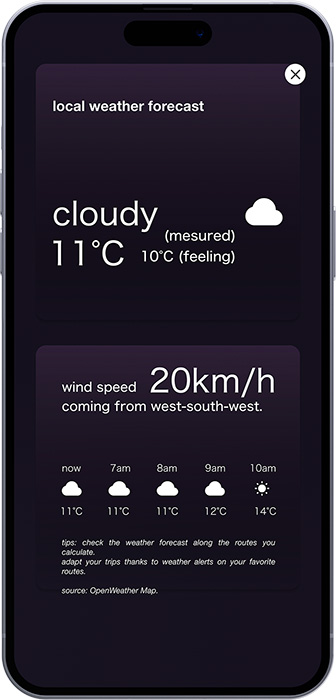 local weather forecast
cloudy
(mesured)
11°C 10°C (feeling)
wind speed 20km/h
coming from west-south-west.
now 7am 8am 9am 10am
11°C 11°C 11°C 12°C 14°C
tips: check the weather forecast along the routes you
calculate.
adapt your trips thanks to weather alerts on your favorite
routes.
source: OpenWeather Map.